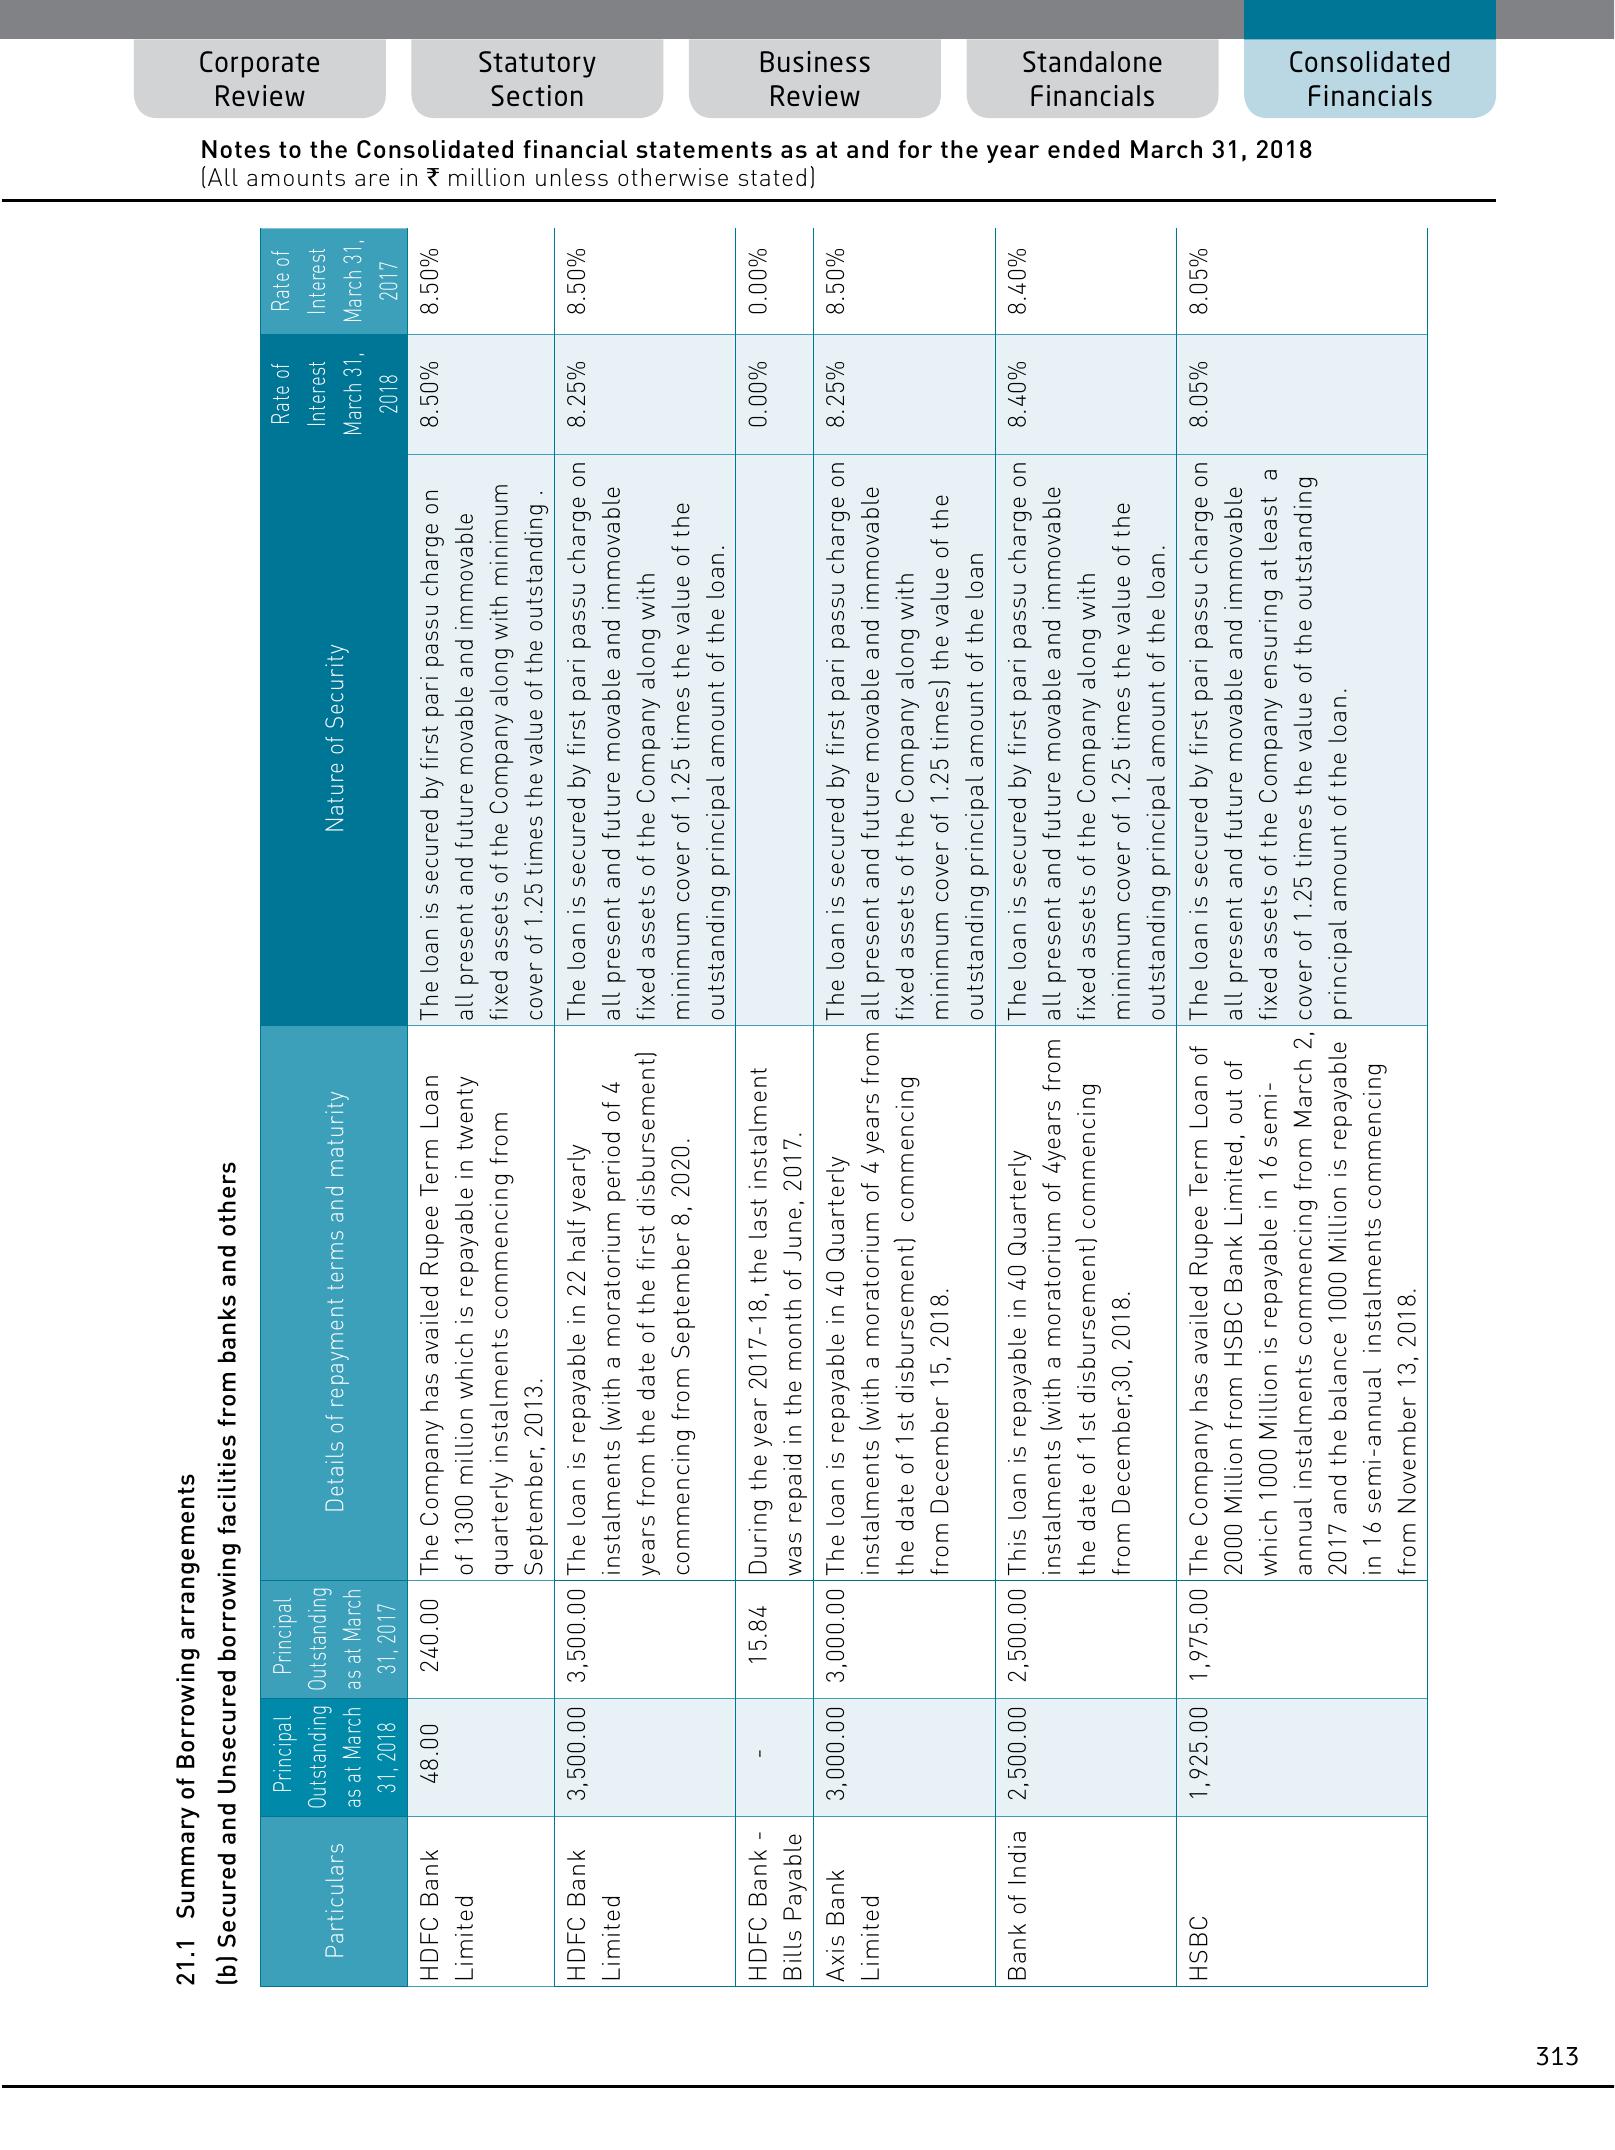 Corporate
Review
Statutory
Section
Business
Review
Standalone
Financials
Consolidated
Financials
Notes to the Consolidated financial statements as at and for the year ended March 31, 2018
(All amounts are in ₹ million unless otherwise stated)
21.1 Summary of Borrowing arrangements
(b) Secured and Unsecured borrowing facilities from banks and others
Particulars
Principal
Outstanding
as at March
31, 2018
Principal
Outstanding
as at March
31, 2017
Details of repayment terms and maturity
Nature of Security
Rate of
Interest
March 31,
2018
Rate of
Interest
March 31,
2017
HDFC Bank
Limited
48.00
240.00
The Company has availed Rupee Term Loan
of 1300 million which is repayable in twenty
quarterly instalments commencing from
September, 2013.
The loan is secured by first pari passu charge on
all present and future movable and immovable
fixed assets of the Company along with minimum
cover of 1.25 times the value of the outstanding .
8.50%
8.50%
HDFC Bank
Limited
3,500.00
3,500.00
The loan is repayable in 22 half yearly
instalments (with a moratorium period of 4
years from the date of the first disbursement)
commencing from September 8, 2020.
The loan is secured by first pari passu charge on
all present and future movable and immovable
fixed assets of the Company along with
minimum cover of 1.25 times the value of the
outstanding principal amount of the loan.
8.25%
8.50%
HDFC Bank -
Bills Payable
-
15.84
During the year 2017-18, the last instalment
was repaid in the month of June, 2017.
0.00%
0.00%
Axis Bank
Limited
3,000.00
3,000.00
The loan is repayable in 40 Quarterly
instalments (with a moratorium of 4 years from
the date of 1st disbursement) commencing
from December 15, 2018.
The loan is secured by first pari passu charge on
all present and future movable and immovable
fixed assets of the Company along with
minimum cover of 1.25 times) the value of the
outstanding principal amount of the loan
8.25%
8.50%
Bank of India
2,500.00
2,500.00
This loan is repayable in 40 Quarterly
instalments (with a moratorium of 4years from
the date of 1st disbursement) commencing
from December,30, 2018.
The loan is secured by first pari passu charge on
all present and future movable and immovable
fixed assets of the Company along with
minimum cover of 1.25 times the value of the
outstanding principal amount of the loan.
8.40%
8.40%
HSBC
1,925.00
1,975.00
The Company has availed Rupee Term Loan of
2000 Million from HSBC Bank Limited, out of
which 1000 Million is repayable in 16 semi-
annual instalments commencing from March 2,
2017 and the balance 1000 Million is repayable
in 16 semi-annual instalments commencing
from November 13, 2018.
The loan is secured by first pari passu charge on
all present and future movable and immovable
fixed assets of the Company ensuring at least a
cover of 1.25 times the value of the outstanding
principal amount of the loan.
8.05%
8.05%
313